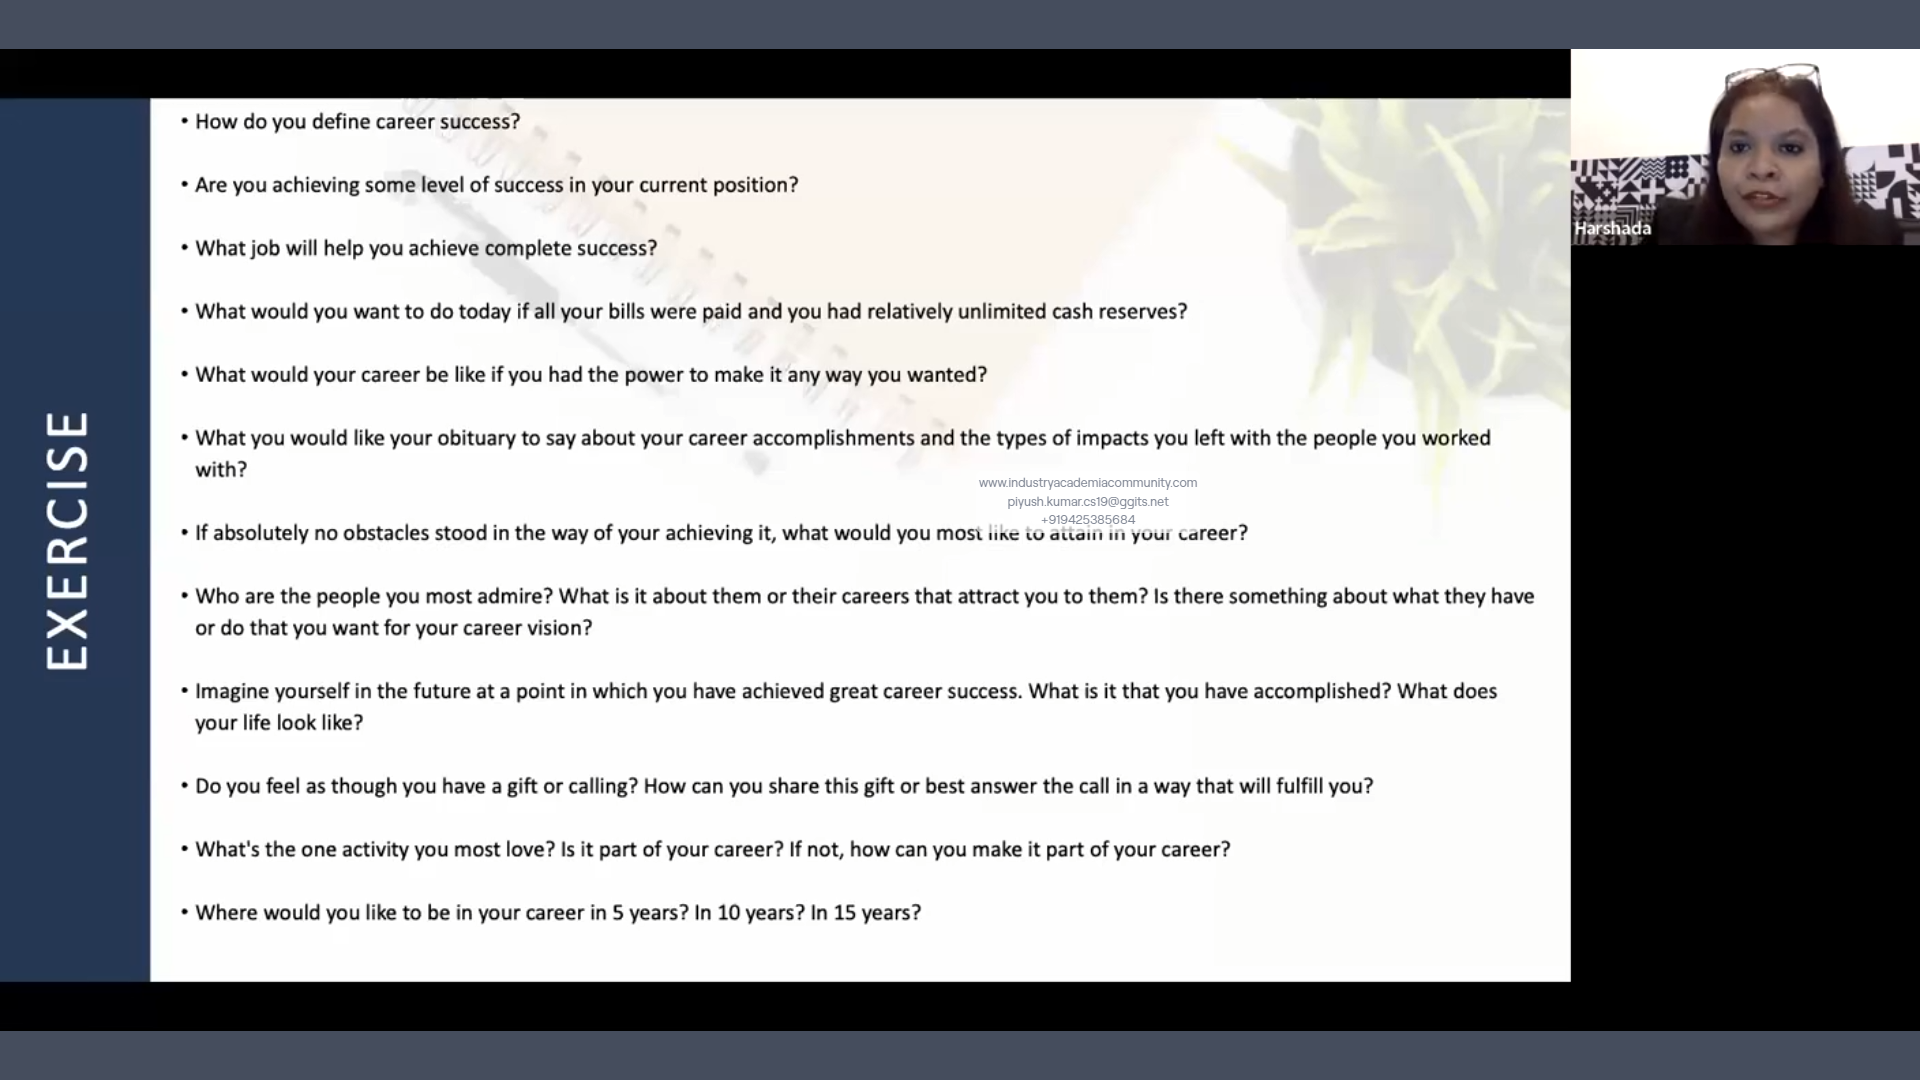 EXERCISE
• How do you define career success?
• Are you achieving some level of success in your current position?
• What job will help you achieve complete success?
• What would you want to do today if all your bills were paid and you had relatively unlimited cash reserves?
• What would your career be like if you had the power to make it any way you wanted?
• What you would like your obituary to say about your career accomplishments and the types of impacts you left with the people you worked
with?
www.industryacademiacommunity.com
piyush.kumar.cs19@ggits.net
+919425385684
• If absolutely no obstacles stood in the way of your achieving it, what would you most like to attain in your career?
• Who are the people you most admire? What is it about them or their careers that attract you to them? Is there something about what they have
or do that you want for your career vision?
• Imagine yourself in the future at a point in which you have achieved great career success. What is it that you have accomplished? What does
your life look like?
• Do you feel as though you have a gift or calling? How can you share this gift or best answer the call in a way that will fulfill you?
• What's the one activity you most love? Is it part of your career? If not, how can you make it part of your career?
• Where would you like to be in your career in 5 years? In 10 years? In 15 years?
Harshada